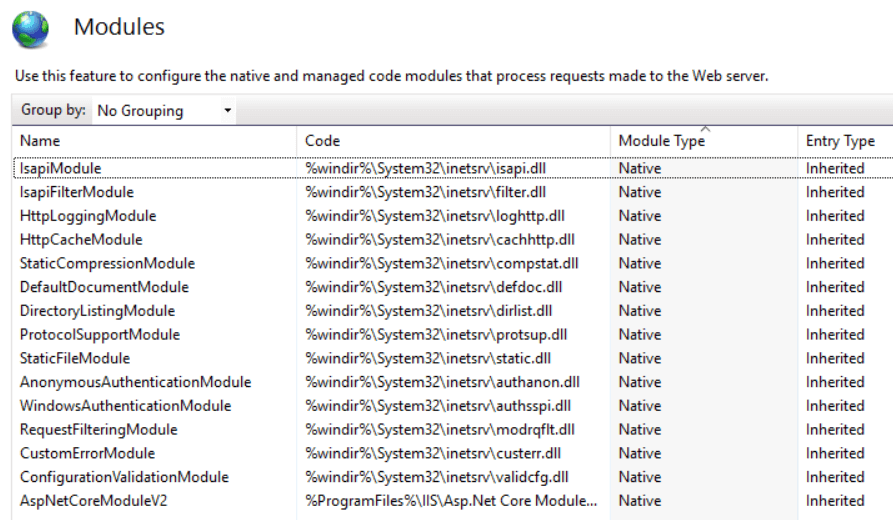 Modules
Use this feature to configure the native and managed code modules that process requests made to the Web server.
Group by: No Grouping
Name Code Module Type Entry Type
IsapiModule %windir%\System32\inetsrv\isapi.dll Native Inherited
IsapiFilterModule %windir%\System32\inetsrv\filter.dll Native Inherited
HttpLoggingModule %windir%\System32\inetsrv\loghttp.dll Native Inherited
HttpCacheModule %windir%\System32\inetsrv\cachhttp.dll Native Inherited
StaticCompressionModule %windir%\System32\inetsrv\compstat.dll Native Inherited
DefaultDocumentModule %windir%\System32\inetsrv\defdoc.dll Native Inherited
DirectoryListingModule %windir%\System32\inetsrv\dirlist.dll Native Inherited
ProtocolSupportModule %windir%\System32\inetsrv\protsup.dll Native Inherited
StaticFileModule %windir%\System32\inetsrv\static.dll Native Inherited
AnonymousAuthenticationModule %windir%\System32\inetsrv\authanon.dll Native Inherited
WindowsAuthenticationModule %windir%\System32\inetsrv\authsspi.dll Native Inherited
RequestFilteringModule %windir%\System32\inetsrv\modrqflt.dll Native Inherited
CustomErrorModule %windir%\System32\inetsrv\custerr.dll Native Inherited
ConfigurationValidationModule %windir%\System32\inetsrv\validcfg.dll Native Inherited
AspNetCoreModuleV2 %ProgramFiles%\IIS\Asp.Net Core Module... Native Inherited